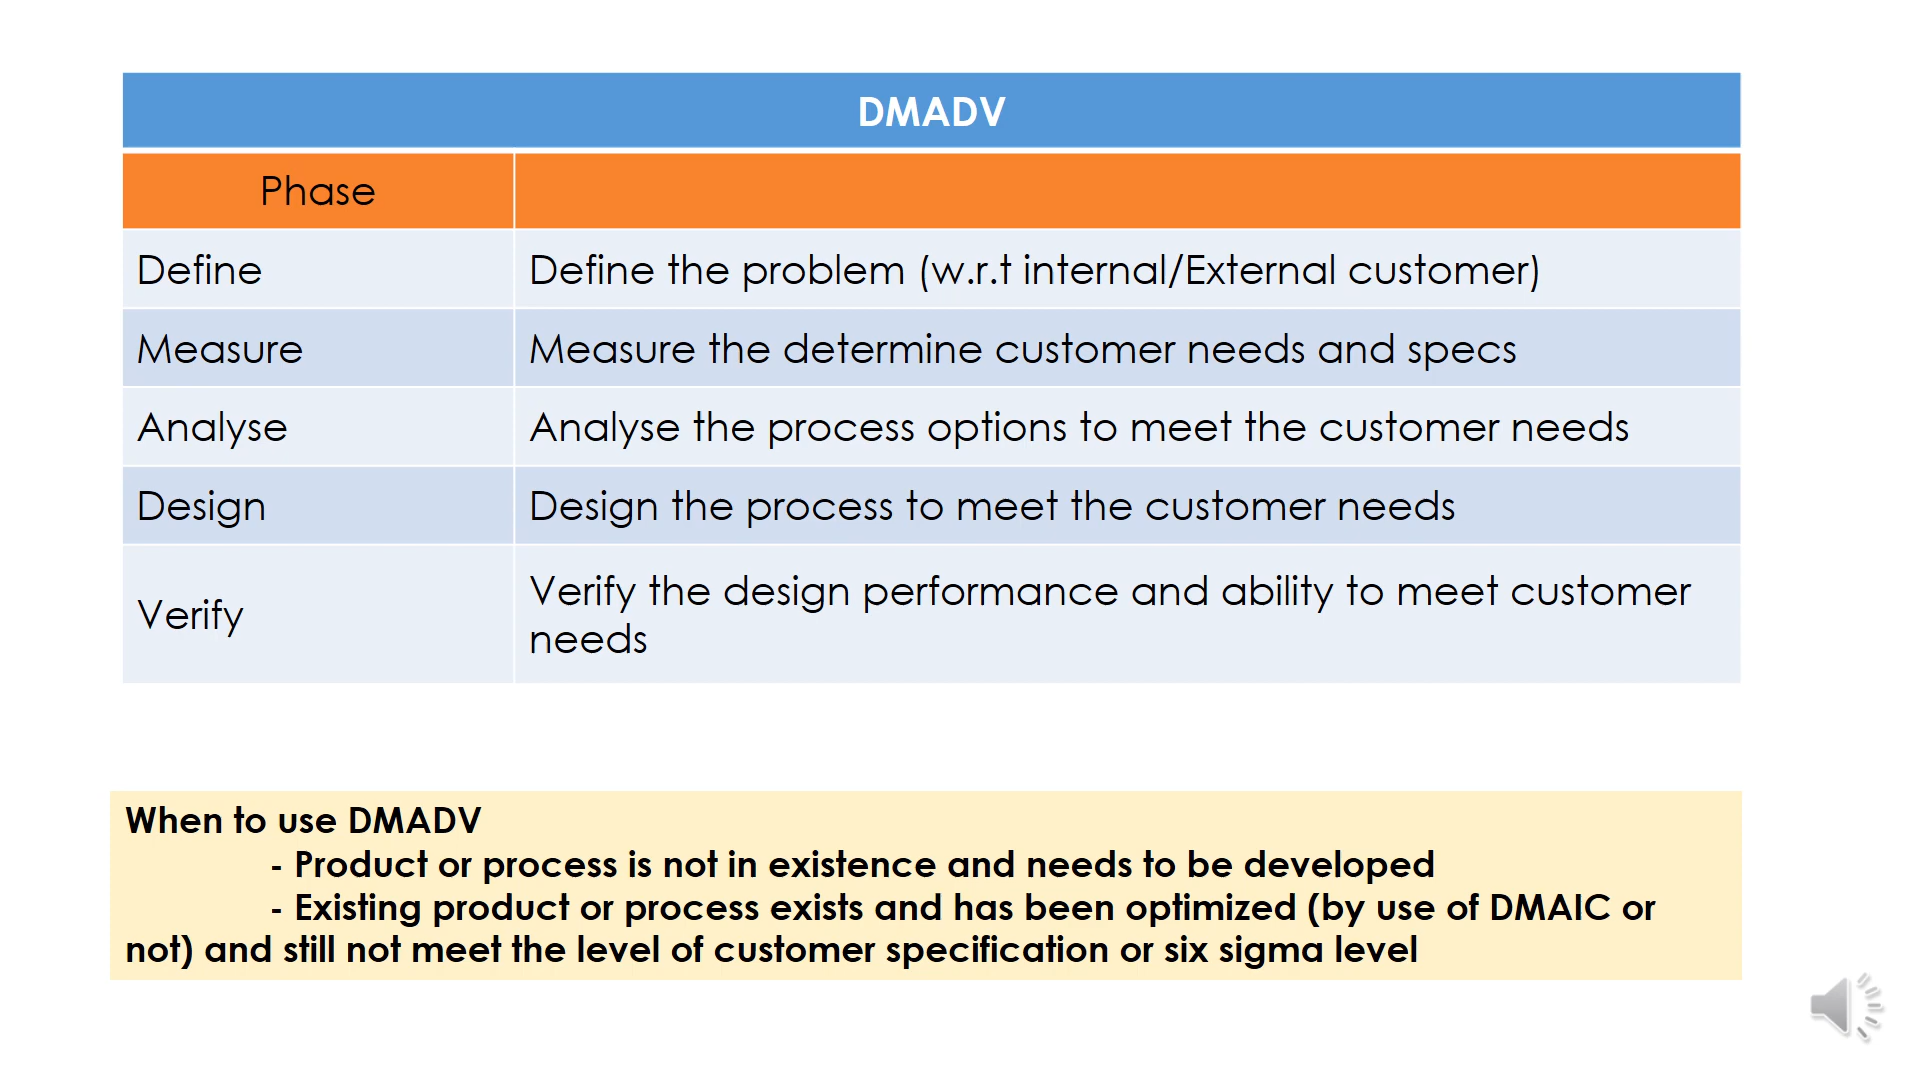 DMADV
Phase
Define
Define the problem (w.r.t internal/External customer)
Measure
Measure the determine customer needs and specs
Analyse
Analyse the process options to meet the customer needs
Design
Design the process to meet the customer needs
Verify
Verify the design performance and ability to meet customer
needs
When to use DMADV
- Product or process is not in existence and needs to be developed
- Existing product or process exists and has been optimized (by use of DMAIC or
not) and still not meet the level of customer specification or six sigma level